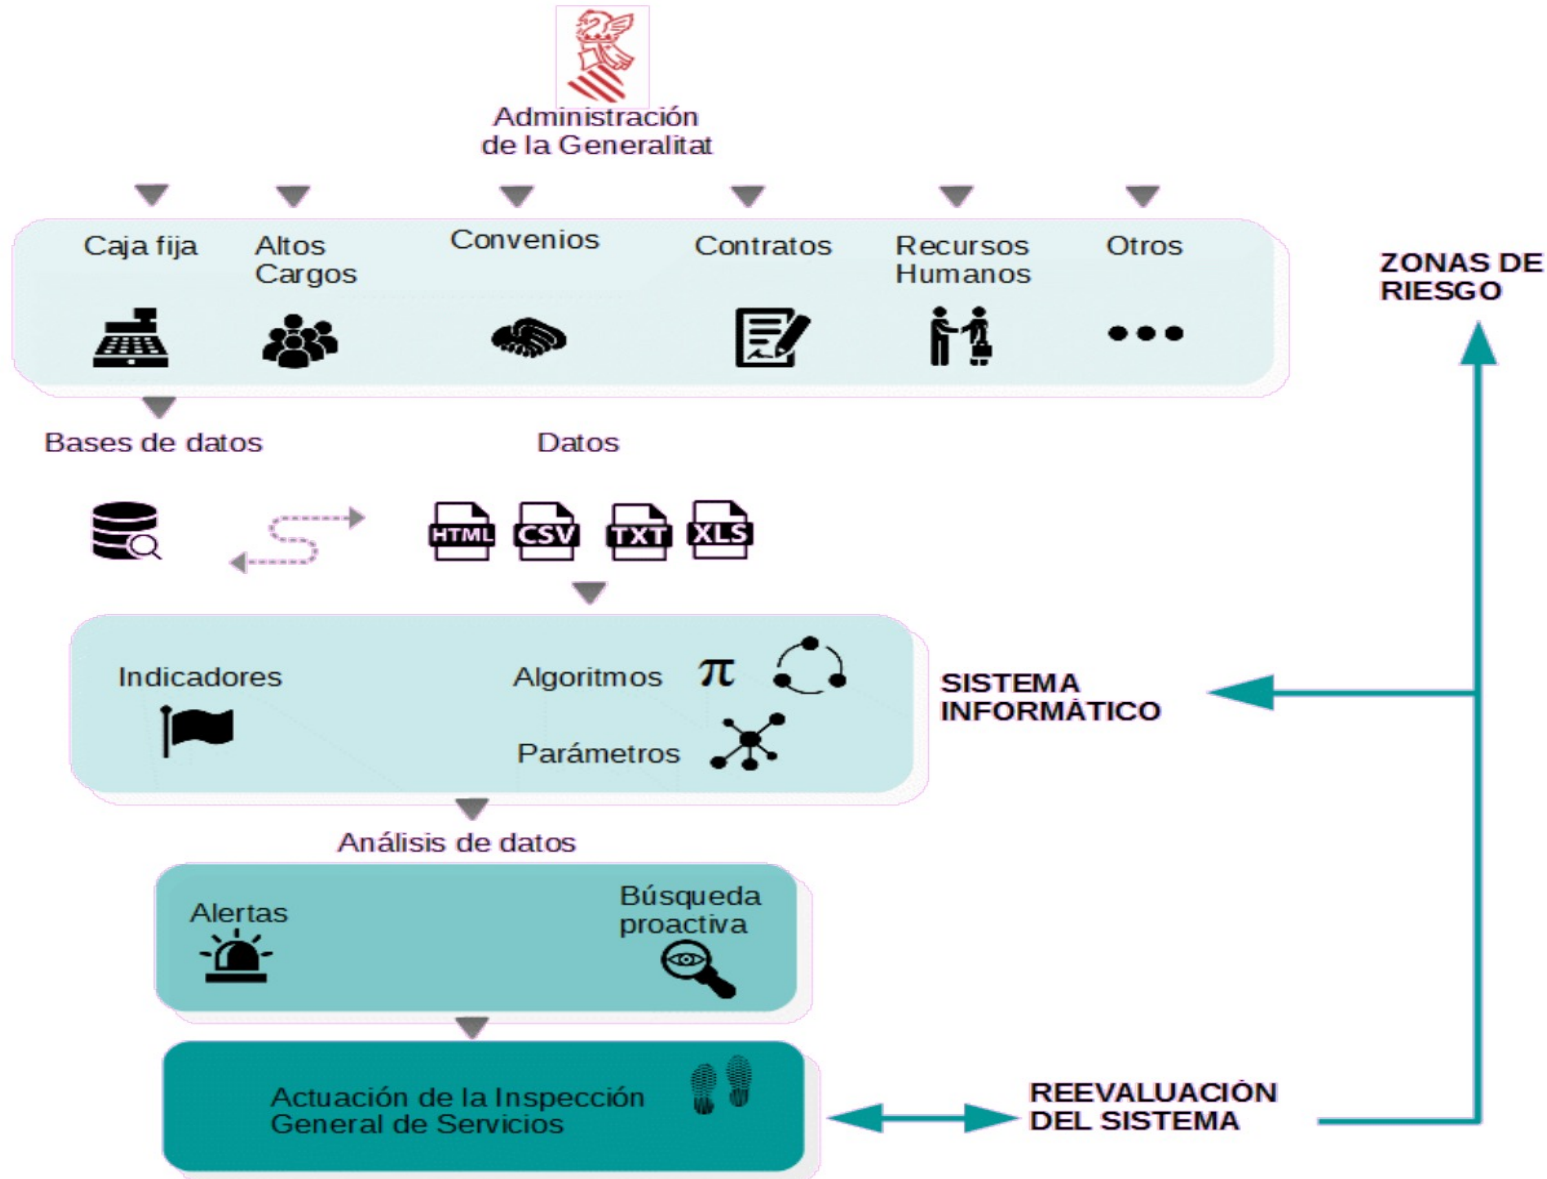 Administración
de la Generalitat
Caja fija
Altos
Cargos
Convenios
Contratos
Recursos
Humanos
Otros
ZONAS DE
RIESGO
Bases de datos
Datos
HTML
CSV
TXT
XLS
Indicadores
Algoritmos
π
Parámetros
SISTEMA
INFORMÁTICO
Análisis de datos
Alertas
Búsqueda
proactiva
Actuación de la Inspección
General de Servicios
REEVALUACIÓN
DEL SISTEMA